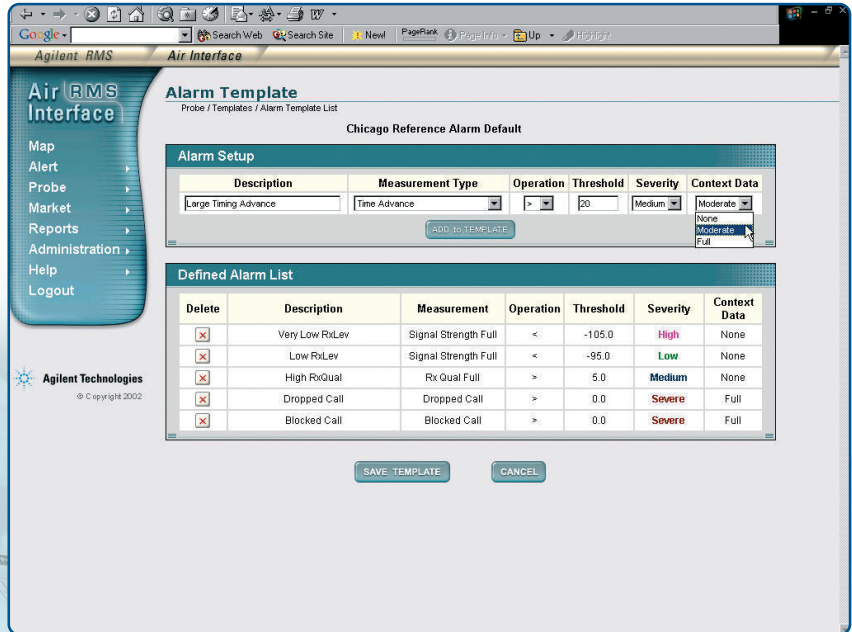 Google
Search Web
Search Site
New!
PageRank
Page Info
Up
Highlight
Agilent RMS
Air Interface
Air RMS
Interface
Map
Alert
Probe
Market
Reports
Administration
Help
Logout
Agilent Technologies
© Copyright 2002
Alarm Template
Probe / Templates / Alarm Template List
Chicago Reference Alarm Default
Alarm Setup
Description Measurement Type Operation Threshold Severity Context Data
Large Timing Advance Time Advance > 20 Medium Moderate
None
Moderate
Full
ADD to TEMPLATE
Defined Alarm List
Delete Description Measurement Operation Threshold Severity Context Data
Very Low RxLev Signal Strength Full < -105.0 High None
Low RxLev Signal Strength Full < -95.0 Low None
High RxQual Rx Qual Full > 5.0 Medium None
Dropped Call Dropped Call > 0.0 Severe Full
Blocked Call Blocked Call > 0.0 Severe Full
SAVE TEMPLATE CANCEL